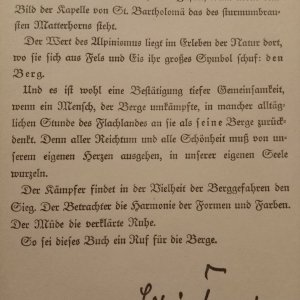 Bild der Kapelle von St. Bartholomä das des sturmumbrau-
sten Matterhorns steht.
Der Wert des Alpinismus liegt im Erleben der Natur dort,
wo sie sich aus Fels und Eis ihr großes Symbol schuf: den
Berg.
Und es ist wohl eine Bestätigung tiefer Gemeinsamkeit,
wenn ein Mensch, der Berge umkämpfte, in mancher alltäg-
lichen Stunde des Flachlandes an sie als seine Berge zurück-
denkt. Denn aller Reichtum und alle Schönheit muß von un-
serem eigenen Herzen ausgehen, in unserer eigenen Seele
wurzeln.
Der Kämpfer findet in der Vielheit der Berggefahren den
Sieg. Der Betrachter die Harmonie der Formen und Farben.
Der Müde die verklärte Ruhe.
So sei dieses Buch ein Ruf für die Berge.